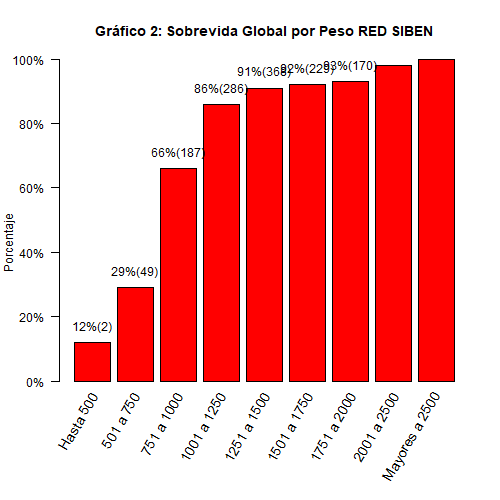 Gráfico 2: Sobrevida Global por Peso RED SIBEN
Porcentaje
100%
80%
60%
40%
20%
0%
12%(2)
29%(49)
66%(187)
86%(286)
91%(368)
92%(229)
93%(170)
Hasta 500
501 a 750
751 a 1000
1001 a 1250
1251 a 1500
1501 a 1750
1751 a 2000
2001 a 2500
Mayores a 2500